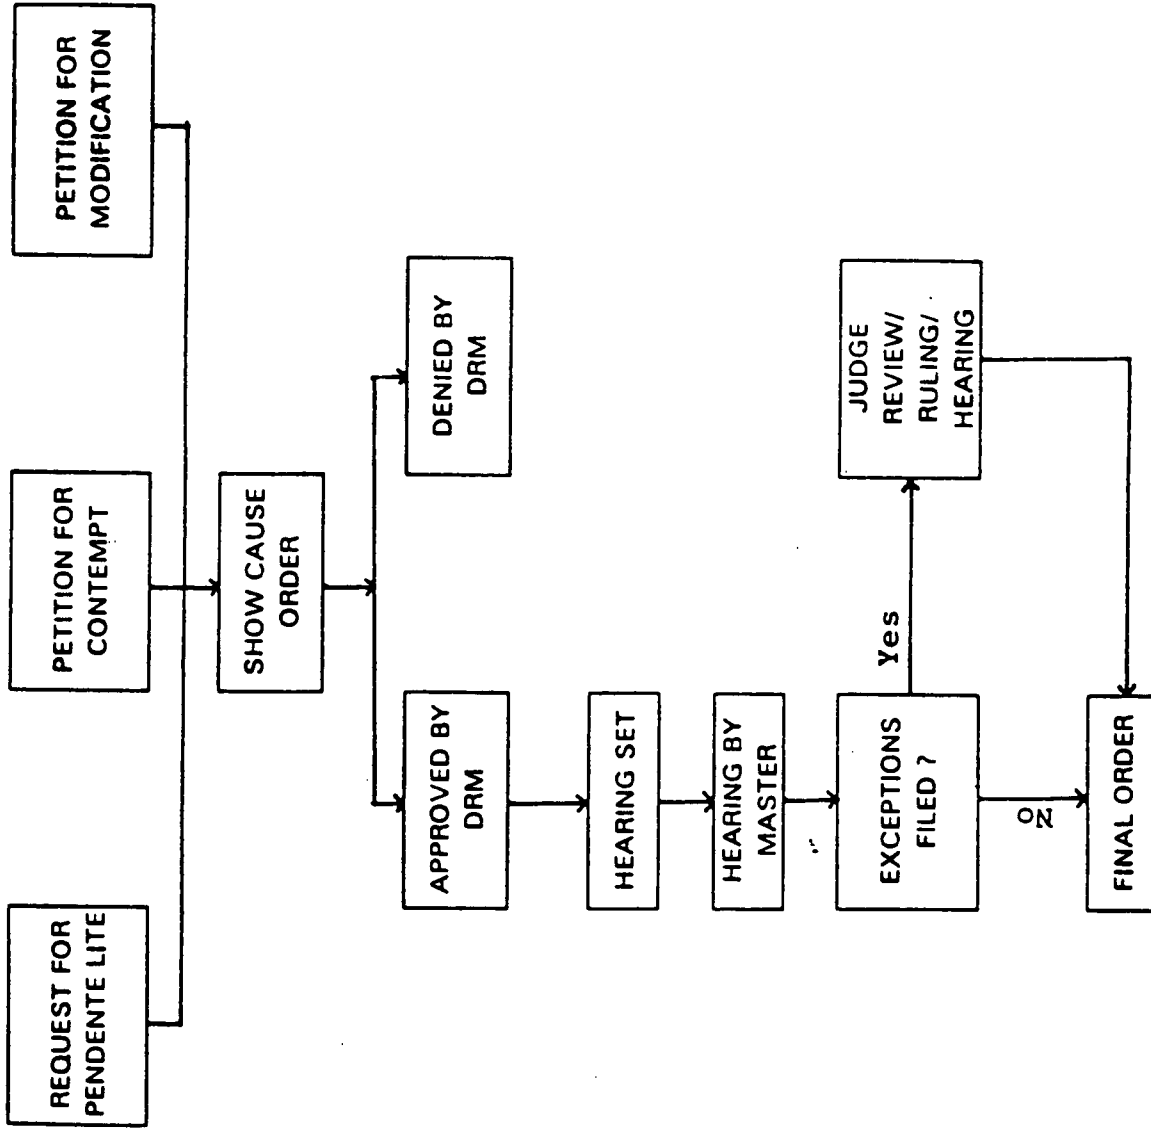 REQUEST FOR
PENDENTE LITE
PETITION FOR
CONTEMPT
PETITION FOR
MODIFICATION
SHOW CAUSE
ORDER
APPROVED BY
DRM
DENIED BY
DRM
HEARING SET
HEARING BY
MASTER
EXCEPTIONS
FILED ?
Yes
JUDGE
REVIEW/
RULING/
HEARING
NO
FINAL ORDER